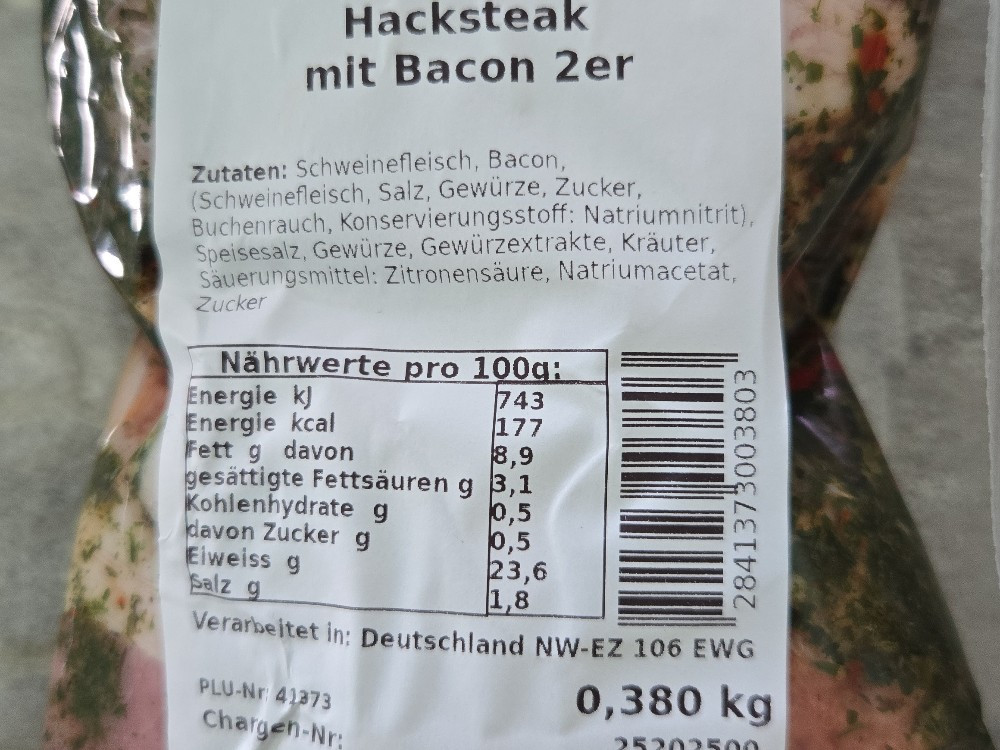 Hacksteak
mit Bacon 2er
Zutaten: Schweinefleisch, Bacon,
(Schweinefleisch, Salz, Gewürze, Zucker,
Buchenrauch, Konservierungsstoff: Natriumnitrit),
Speisesalz, Gewürze, Gewürzextrakte, Kräuter,
Säuerungsmittel: Zitronensäure, Natriumacetat,
Zucker
Nährwerte pro 100g:
Energie kJ 743
Energie kcal 177
Fett g davon 8,9
gesättigte Fettsäuren g 3,1
Kohlenhydrate g 0,5
davon Zucker g 0,5
Eiweiss g 23,6
Salz g 1,8
2841373003803
Verarbeitet in: Deutschland NW-EZ 106 EWG
PLU-Nr: 41373
0,380 kg
Chargen-Nr:
25202500